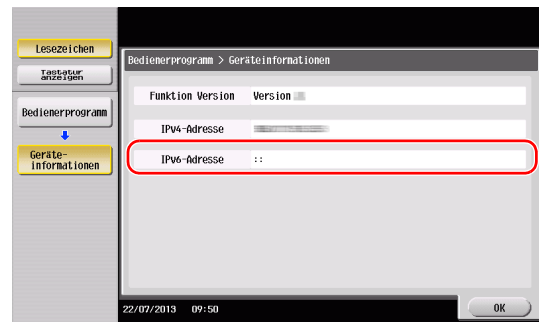 Lesezeichen
Tastatur
anzeigen
Bedienerprogramm
Geräte-
informationen
Bedienerprogramm > Geräteinformationen
Funktion Version Version
IPv4-Adresse
IPv6-Adresse ::
22/07/2013 09:50
OK